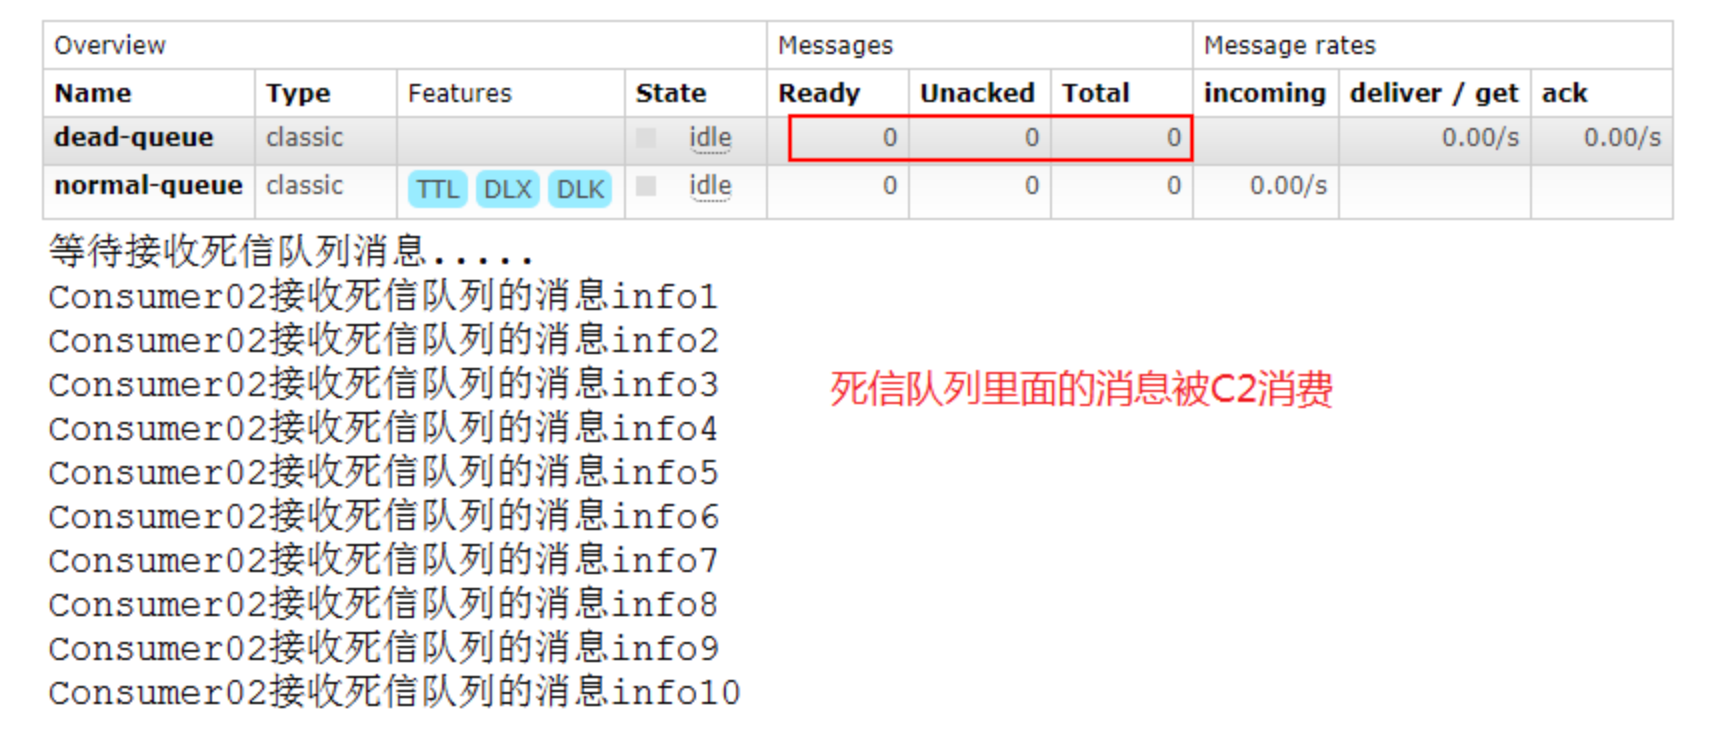 Overview Messages Message rates
Name Type Features State Ready Unacked Total incoming deliver / get ack
dead-queue classic idle 0 0 0 0.00/s 0.00/s
normal-queue classic TTL DLX DLK idle 0 0 0 0.00/s
等待接收死信队列消息.....
Consumer02接收死信队列的消息info1
Consumer02接收死信队列的消息info2
Consumer02接收死信队列的消息info3
死信队列里面的消息被C2消费
Consumer02接收死信队列的消息info4
Consumer02接收死信队列的消息info5
Consumer02接收死信队列的消息info6
Consumer02接收死信队列的消息info7
Consumer02接收死信队列的消息info8
Consumer02接收死信队列的消息info9
Consumer02接收死信队列的消息info10